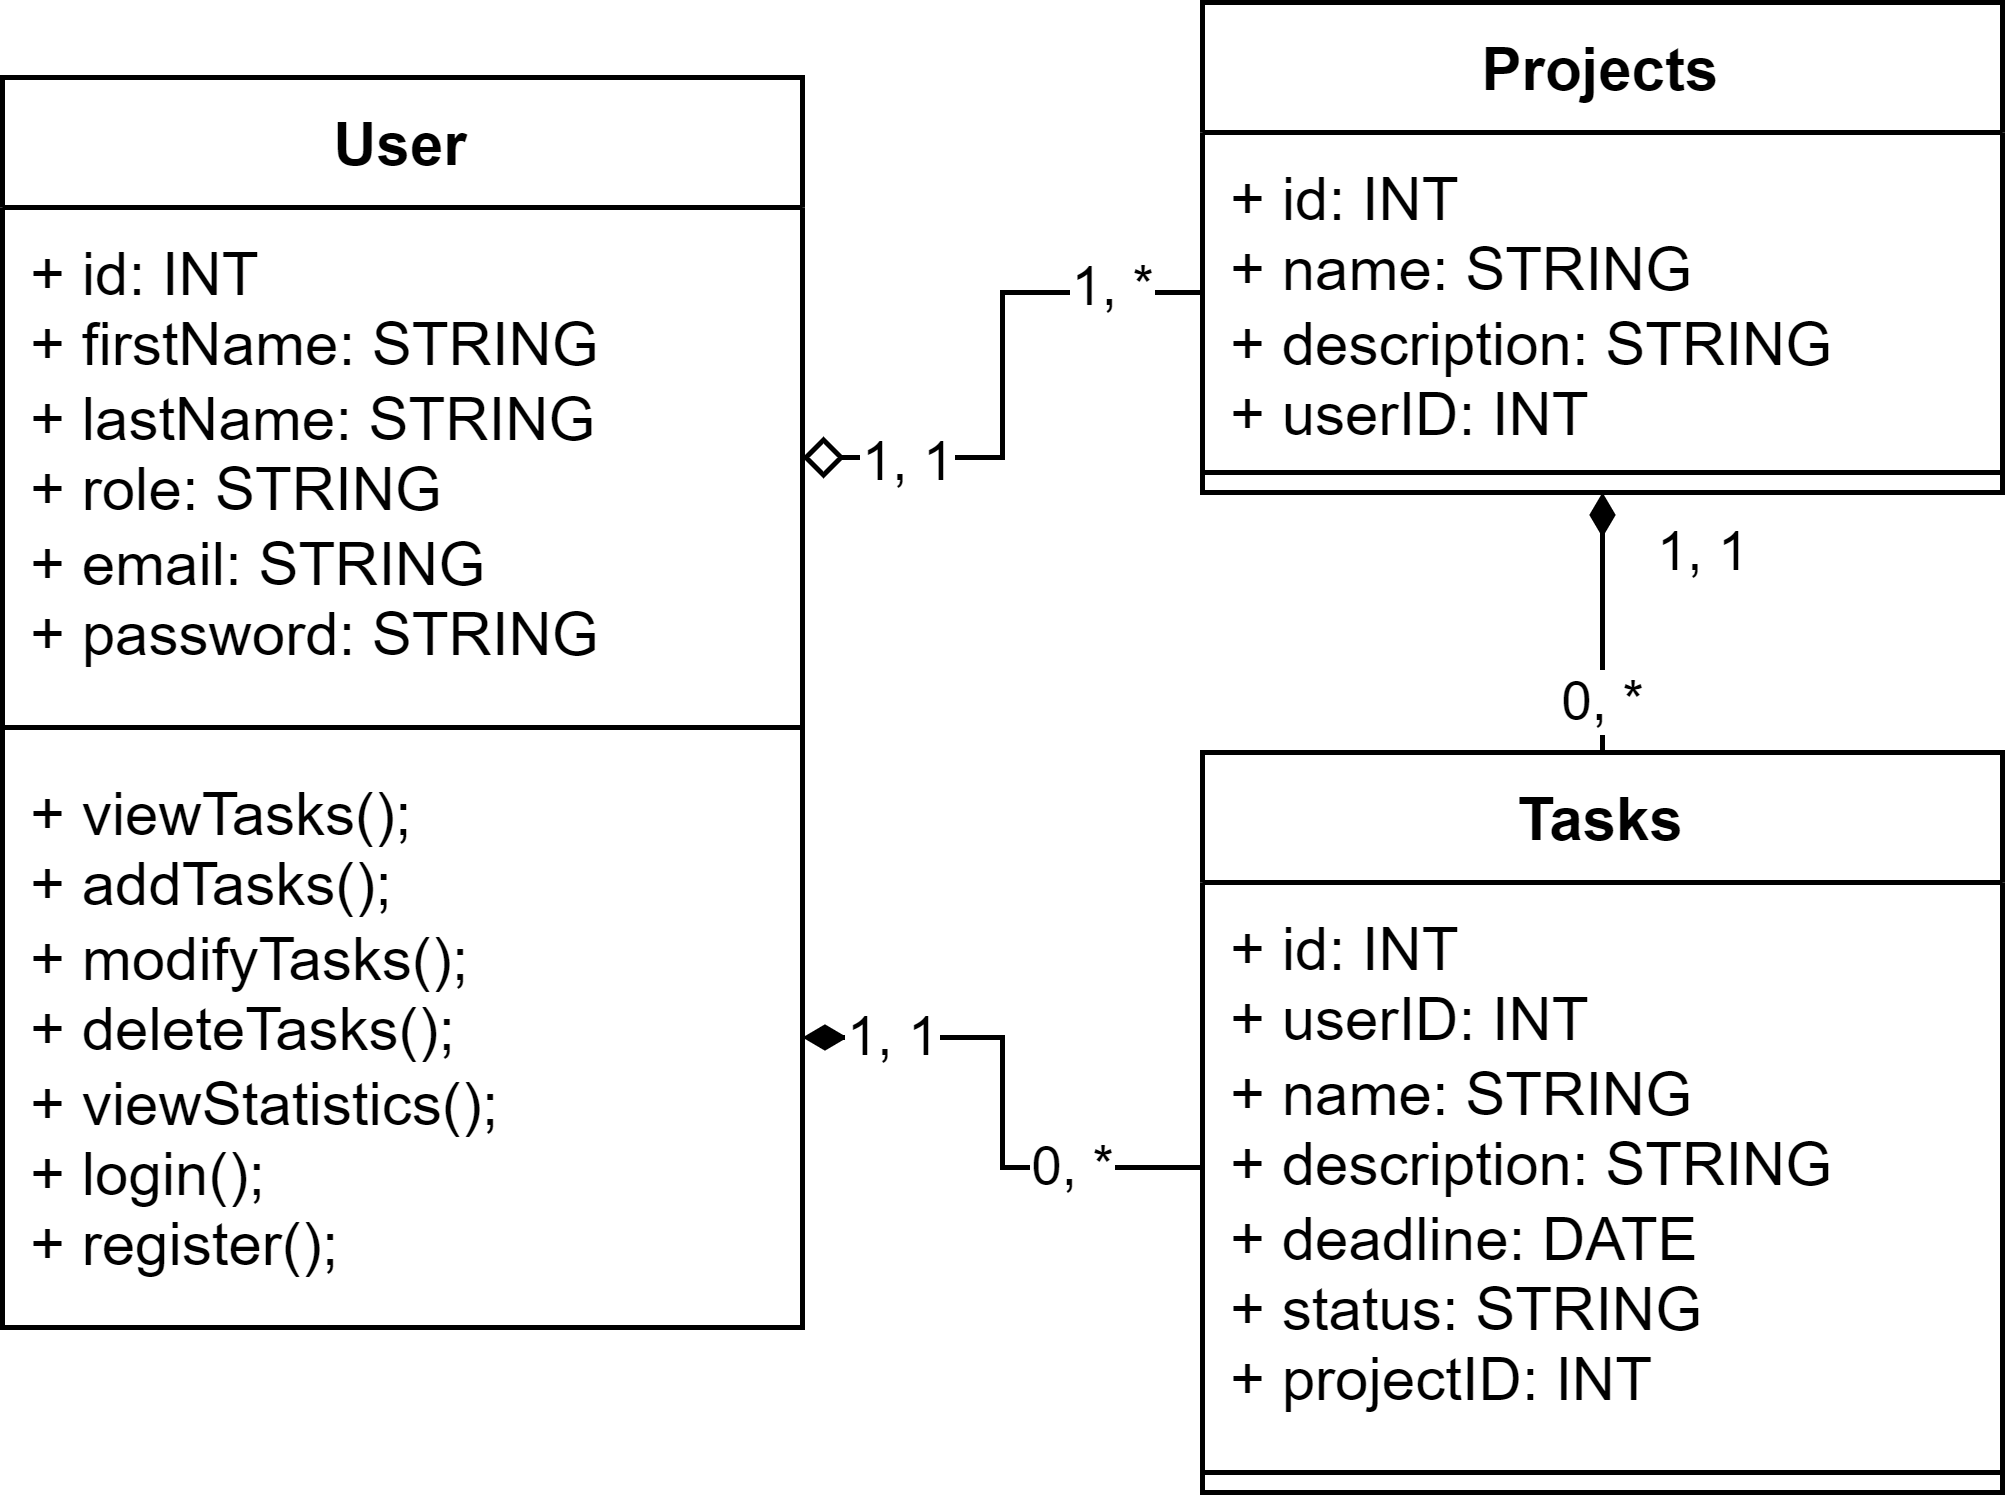 User
+ id: INT
+ firstName: STRING
+ lastName: STRING
+ role: STRING
+ email: STRING
+ password: STRING
+ viewTasks();
+ addTasks();
+ modifyTasks();
+ deleteTasks();
+ viewStatistics();
+ login();
+ register();
1, 1
1, *
Projects
+ id: INT
+ name: STRING
+ description: STRING
+ userID: INT
1, 1
0, *
1, 1
0, *
Tasks
+ id: INT
+ userID: INT
+ name: STRING
+ description: STRING
+ deadline: DATE
+ status: STRING
+ projectID: INT